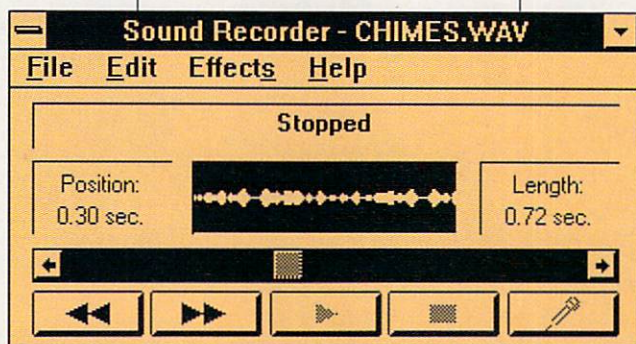 Sound Recorder - CHIMES.WAV
File Edit Effects Help
Stopped
Position:
0.30 sec.
Length:
0.72 sec.